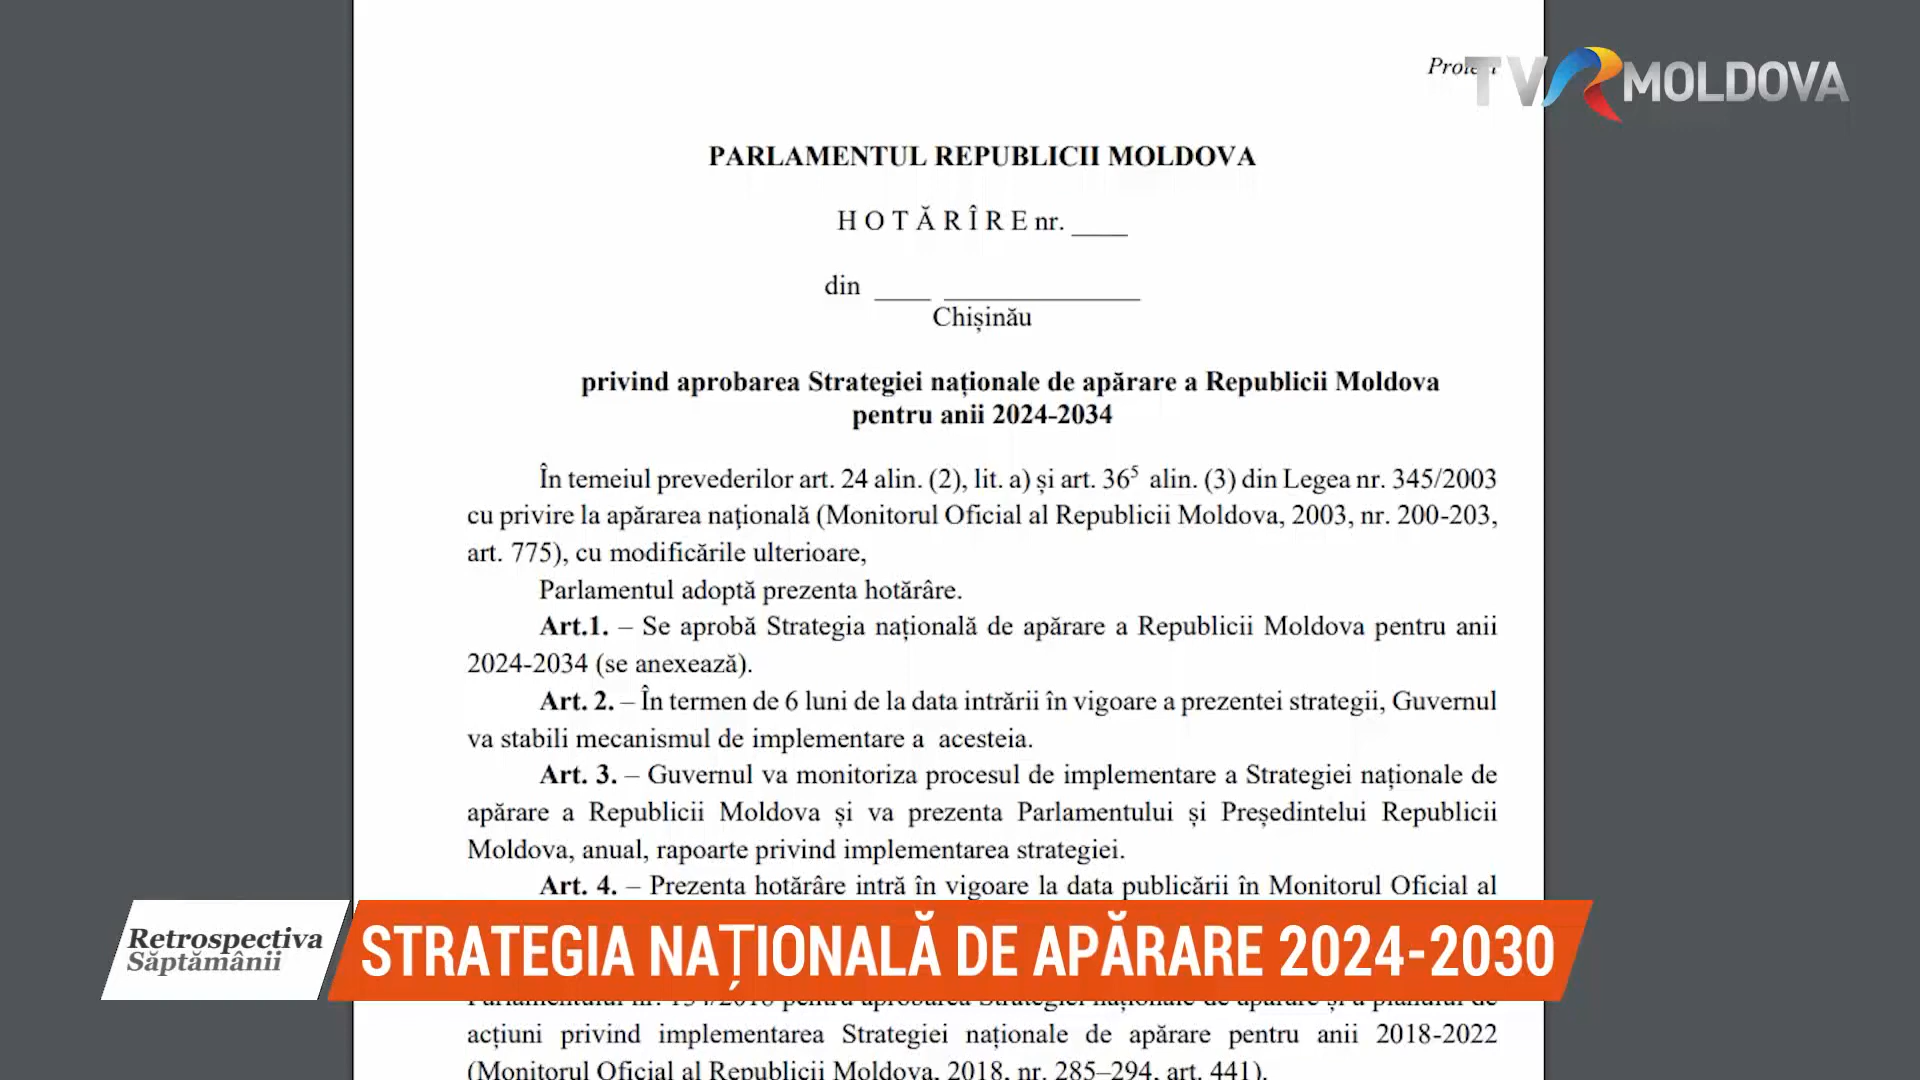 TVR MOLDOVA
PARLAMENTUL REPUBLICII MOLDOVA
H O T Ă R Î R E nr. ____
din ____ ______________
Chișinău
privind aprobarea Strategiei naționale de apărare a Republicii Moldova
pentru anii 2024-2034
În temeiul prevederilor art. 24 alin. (2), lit. a) și art. 36⁵ alin. (3) din Legea nr. 345/2003
cu privire la apărarea naţională (Monitorul Oficial al Republicii Moldova, 2003, nr. 200-203,
art. 775), cu modificările ulterioare,
Parlamentul adoptă prezenta hotărâre.
Art.1. – Se aprobă Strategia națională de apărare a Republicii Moldova pentru anii
2024-2034 (se anexează).
Art. 2. – În termen de 6 luni de la data intrării în vigoare a prezentei strategii, Guvernul
va stabili mecanismul de implementare a acesteia.
Art. 3. – Guvernul va monitoriza procesul de implementare a Strategiei naționale de
apărare a Republicii Moldova și va prezenta Parlamentului și Președintelui Republicii
Moldova, anual, rapoarte privind implementarea strategiei.
Art. 4. – Prezenta hotărâre intră în vigoare la data publicării în Monitorul Oficial al
Retrospectiva
Săptămânii
STRATEGIA NAȚIONALĂ DE APĂRARE 2024-2030
acțiuni privind implementarea Strategiei naționale de apărare pentru anii 2018-2022
(Monitorul Oficial al Republicii Moldova, 2018, nr. 285–294, art. 441).